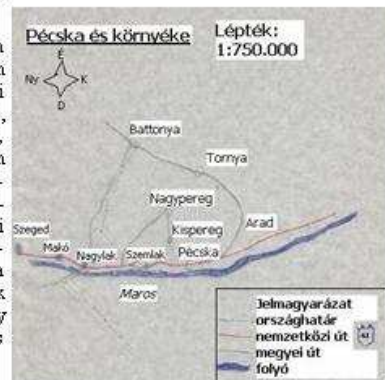 Pécska és környéke
Lépték:
1:750.000
É
Ny
K
D
Battonya
Tornya
Nagypereg
Kispereg
Arad
Szeged
Makó
Nagylak
Szemlak
Pécska
Maros
Jelmagyarázat
országhatár
nemzetközi út
megyei út
folyó